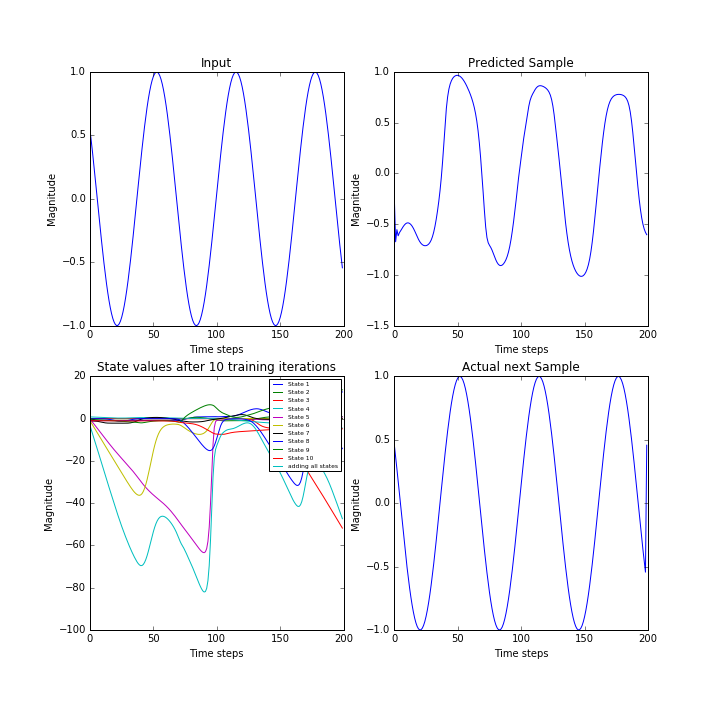 Input
1.0
0.5
0.0
−0.5
−1.0
Magnitude
0
50
100
150
200
Time steps
Predicted Sample
1.0
0.5
0.0
−0.5
−1.0
−1.5
Magnitude
0
50
100
150
200
Time steps
State values after 10 training iterations
20
0
−20
−40
−60
−80
−100
Magnitude
0
50
100
150
200
Time steps
State 1
State 2
State 3
State 4
State 5
State 6
State 7
State 8
State 9
State 10
adding all states
Actual next Sample
1.0
0.5
0.0
−0.5
−1.0
Magnitude
0
50
100
150
200
Time steps